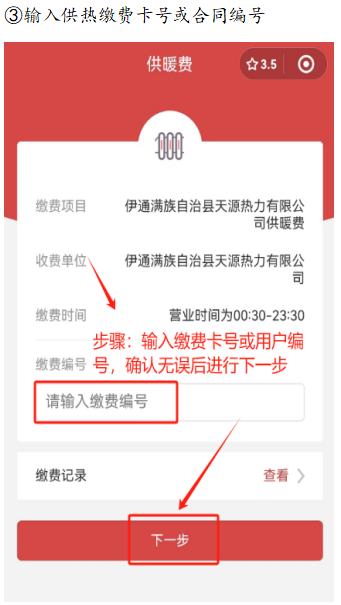 ③输入供热缴费卡号或合同编号
供暖费
3.5
缴费项目
伊通满族自治县天源热力有限公
司供暖费
收费单位
伊通满族自治县天源热力有限公
司
缴费时间
营业时间为00:30-23:30
步骤：输入缴费卡号或用户编
号，确认无误后进行下一步
缴费编号
请输入缴费编号
缴费记录
查看
下一步